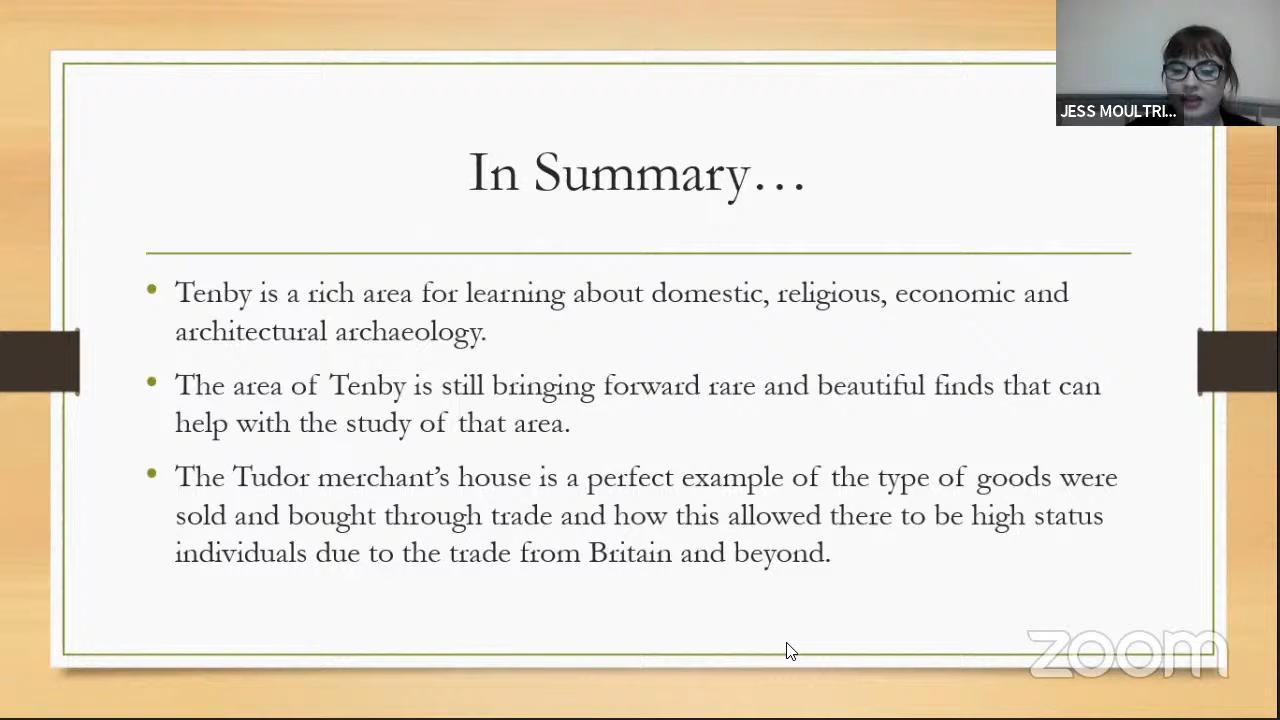 JESS MOULTRI...
In Summary…
• Tenby is a rich area for learning about domestic, religious, economic and
architectural archaeology.
• The area of Tenby is still bringing forward rare and beautiful finds that can
help with the study of that area.
• The Tudor merchant’s house is a perfect example of the type of goods were
sold and bought through trade and how this allowed there to be high status
individuals due to the trade from Britain and beyond.
zoom